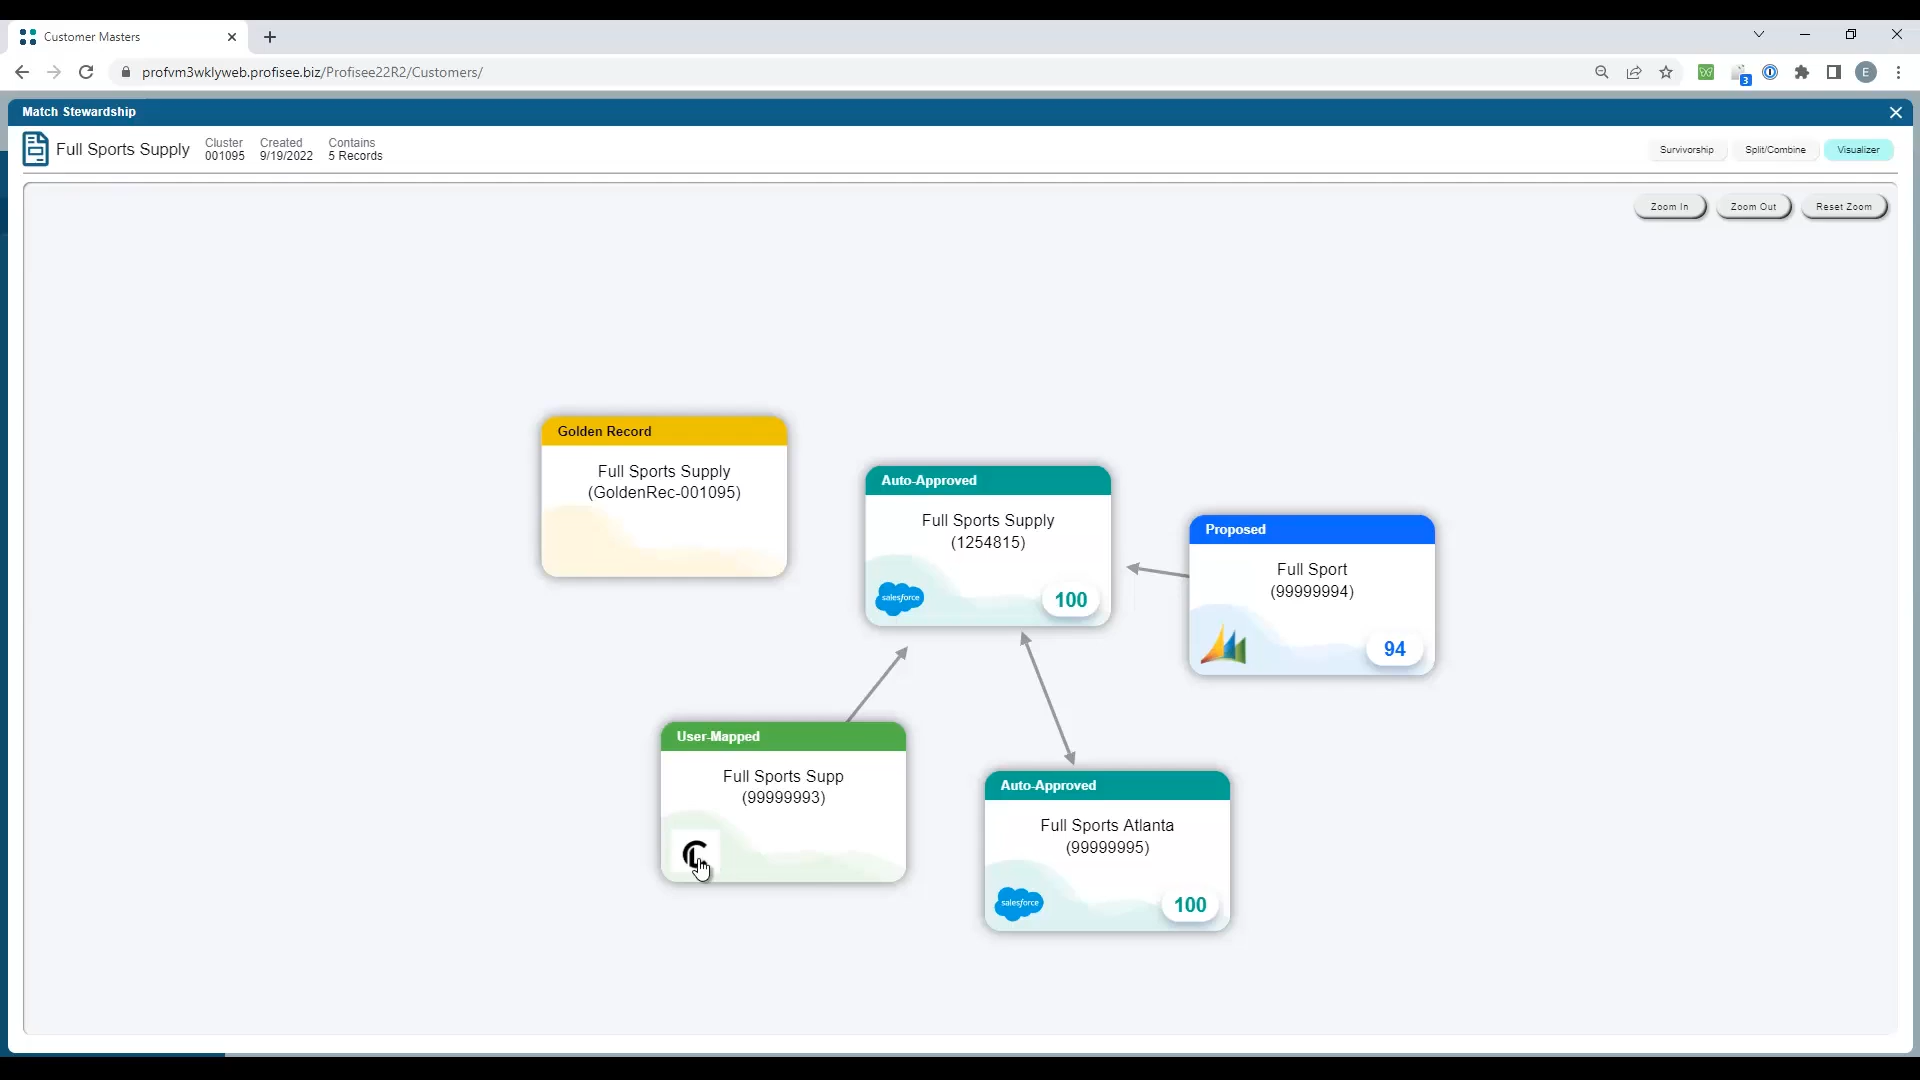 Customer Masters
profvm3wklyweb.profisee.biz/Profisee22R2/Customers/
3
E
Match Stewardship
Full Sports Supply
Cluster
001095
Created
9/19/2022
Contains
5 Records
Survivorship
Split/Combine
Visualizer
Zoom In
Zoom Out
Reset Zoom
Golden Record
Full Sports Supply
(GoldenRec-001095)
Auto-Approved
Full Sports Supply
(1254815)
salesforce
100
Proposed
Full Sport
(99999994)
94
User-Mapped
Full Sports Supp
(99999993)
Auto-Approved
Full Sports Atlanta
(99999995)
salesforce
100